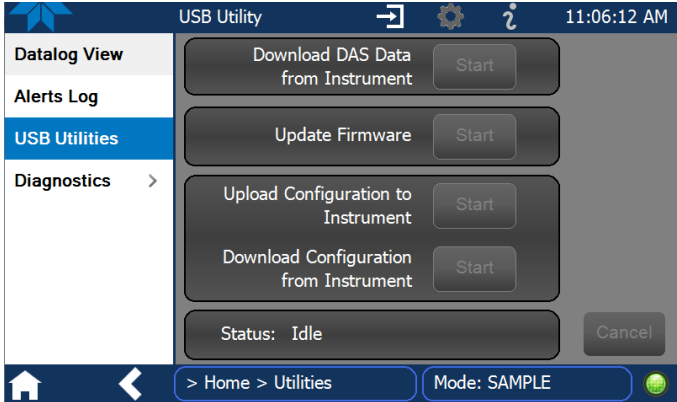 USB Utility
11:06:12 AM
Datalog View
Alerts Log
USB Utilities
Diagnostics >
Download DAS Data
from Instrument
Start
Update Firmware
Start
Upload Configuration to
Instrument
Start
Download Configuration
from Instrument
Start
Status: Idle
Cancel
> Home > Utilities
Mode: SAMPLE